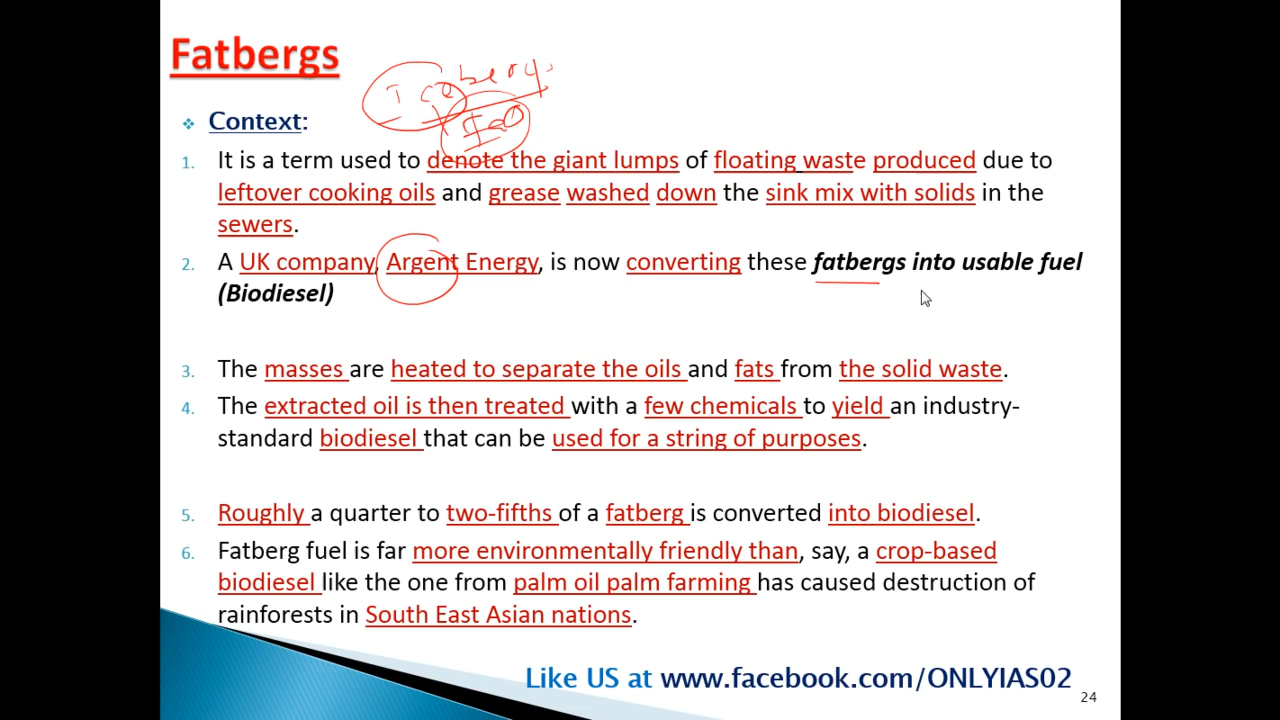 Fatbergs
Iceberg
Fat
❖ Context:
1. It is a term used to denote the giant lumps of floating waste produced due to
leftover cooking oils and grease washed down the sink mix with solids in the
sewers.
2. A UK company, Argent Energy, is now converting these fatbergs into usable fuel
(Biodiesel)
3. The masses are heated to separate the oils and fats from the solid waste.
4. The extracted oil is then treated with a few chemicals to yield an industry-
standard biodiesel that can be used for a string of purposes.
5. Roughly a quarter to two-fifths of a fatberg is converted into biodiesel.
6. Fatberg fuel is far more environmentally friendly than, say, a crop-based
biodiesel like the one from palm oil palm farming has caused destruction of
rainforests in South East Asian nations.
Like US at www.facebook.com/ONLYIAS02
24